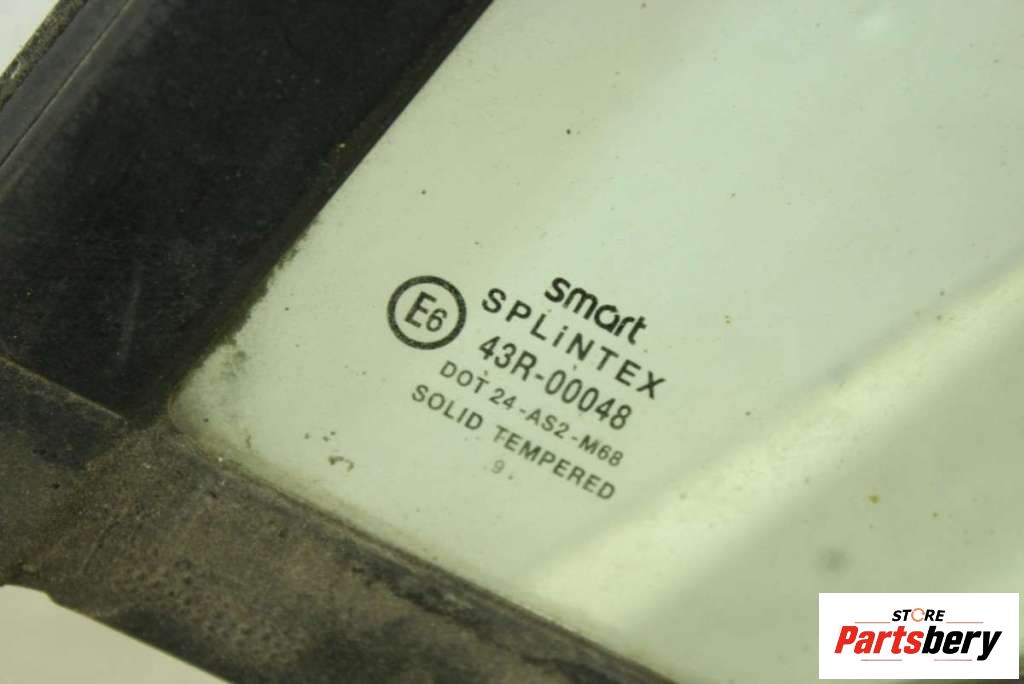 smart
SPLiNTEX
E6
43R-00048
DOT 24-AS2-M68
SOLID TEMPERED
9.
STORE
Partsbery